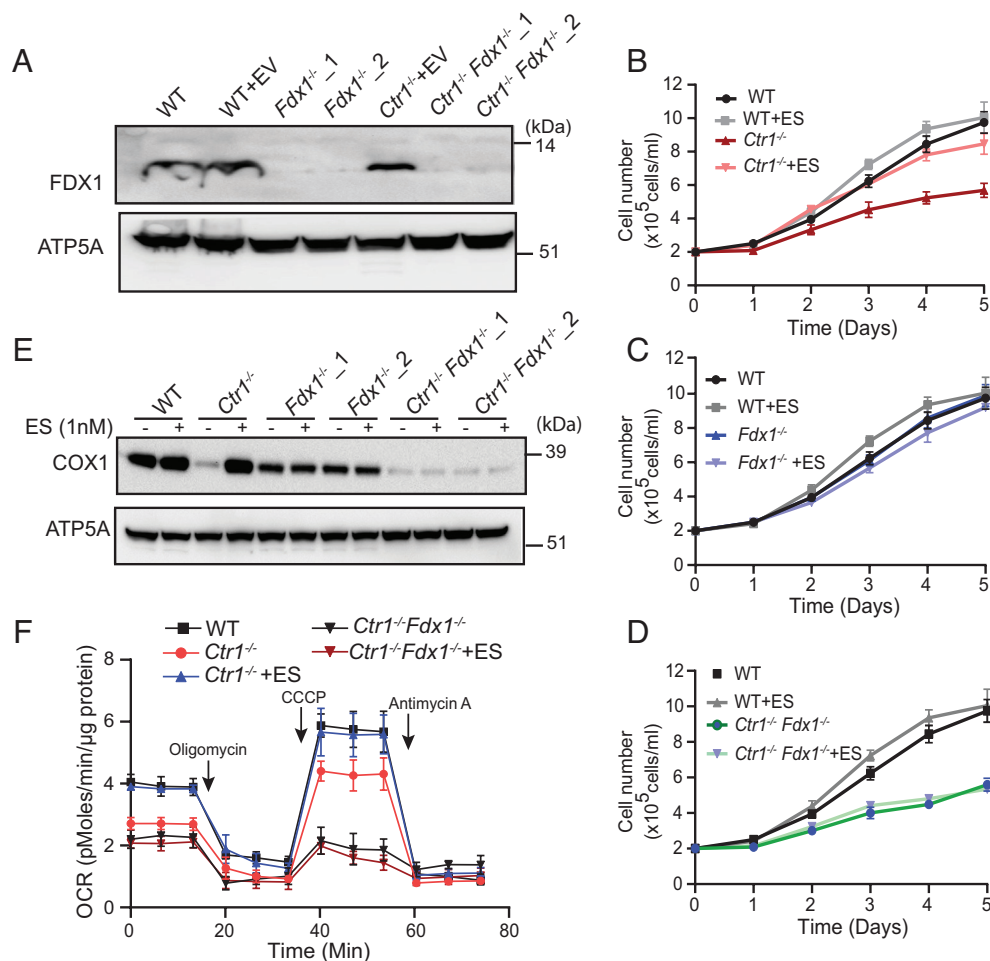 A
WT
WT+EV
Fdx1-/-_1
Fdx1-/-_2
Ctr1-/-+EV
Ctr1-/- Fdx1-/-_1
Ctr1-/- Fdx1-/-_2
(kDa)
FDX1
14
ATP5A
51
B
Cell number
(x10⁵cells/ml)
12
10
8
6
4
2
0
WT
WT+ES
Ctr1-/-
Ctr1-/-+ES
0 1 2 3 4 5
Time (Days)
E
WT
Ctr1-/-
Fdx1-/-_1
Fdx1-/-_2
Ctr1-/- Fdx1-/-_1
Ctr1-/- Fdx1-/-_2
ES (1nM) - + - + - + - + - + - + (kDa)
COX1
39
ATP5A
51
C
Cell number
(x10⁵cells/ml)
12
10
8
6
4
2
0
WT
WT+ES
Fdx1-/-
Fdx1-/- +ES
0 1 2 3 4 5
Time (Days)
F
WT
Ctr1-/-
Ctr1-/- +ES
Ctr1-/-Fdx1-/-
Ctr1-/-Fdx1-/-+ES
OCR (pMoles/min/µg protein)
8
6
4
2
0
Oligomycin
CCCP
Antimycin A
0 20 40 60 80
Time (Min)
D
Cell number
(x10⁵cells/ml)
12
10
8
6
4
2
0
WT
WT+ES
Ctr1-/- Fdx1-/-
Ctr1-/- Fdx1-/-+ES
0 1 2 3 4 5
Time (Days)